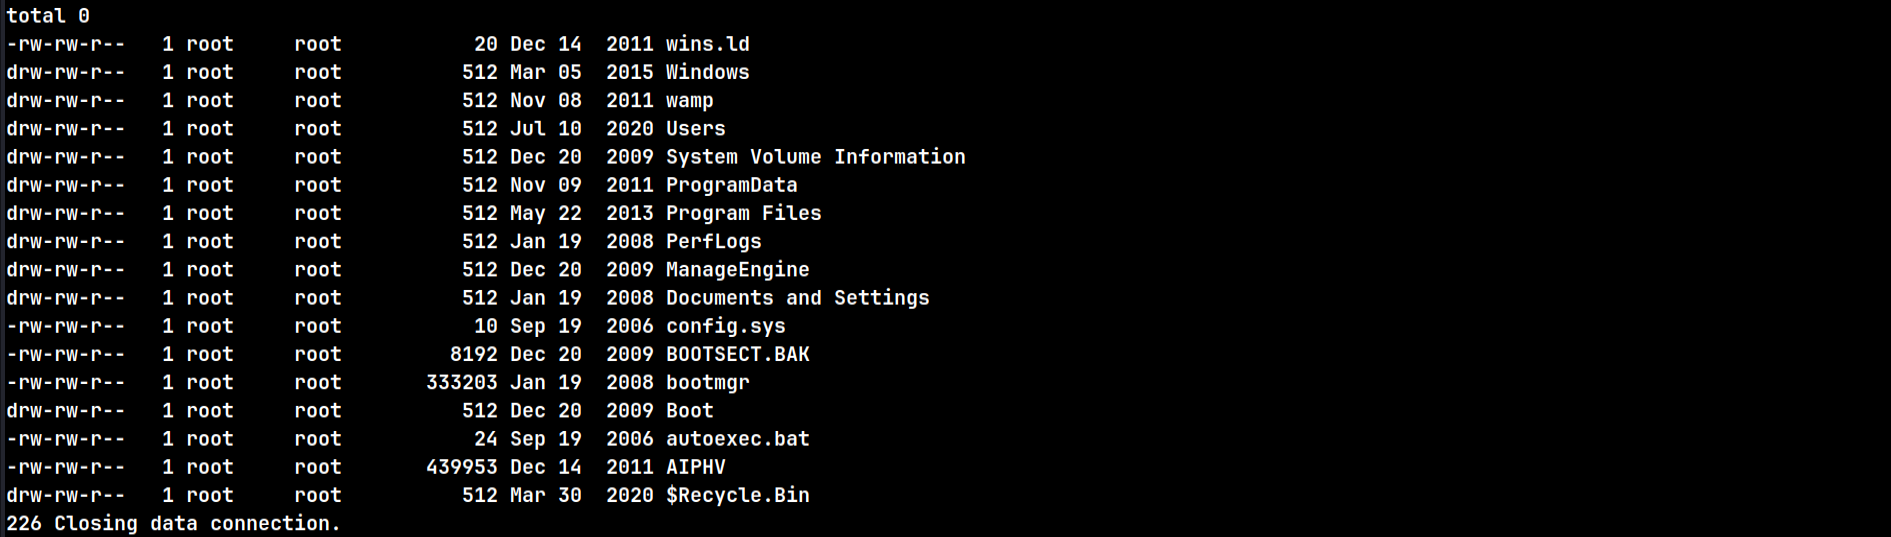 total 0
-rw-rw-r--   1 root     root           20 Dec 14  2011 wins.ld
drw-rw-r--   1 root     root          512 Mar 05  2015 Windows
drw-rw-r--   1 root     root          512 Nov 08  2011 wamp
drw-rw-r--   1 root     root          512 Jul 10  2020 Users
drw-rw-r--   1 root     root          512 Dec 20  2009 System Volume Information
drw-rw-r--   1 root     root          512 Nov 09  2011 ProgramData
drw-rw-r--   1 root     root          512 May 22  2013 Program Files
drw-rw-r--   1 root     root          512 Jan 19  2008 PerfLogs
drw-rw-r--   1 root     root          512 Dec 20  2009 ManageEngine
drw-rw-r--   1 root     root          512 Jan 19  2008 Documents and Settings
-rw-rw-r--   1 root     root           10 Sep 19  2006 config.sys
-rw-rw-r--   1 root     root         8192 Dec 20  2009 BOOTSECT.BAK
-rw-rw-r--   1 root     root       333203 Jan 19  2008 bootmgr
drw-rw-r--   1 root     root          512 Dec 20  2009 Boot
-rw-rw-r--   1 root     root           24 Sep 19  2006 autoexec.bat
-rw-rw-r--   1 root     root       439953 Dec 14  2011 AIPHV
drw-rw-r--   1 root     root          512 Mar 30  2020 $Recycle.Bin
226 Closing data connection.